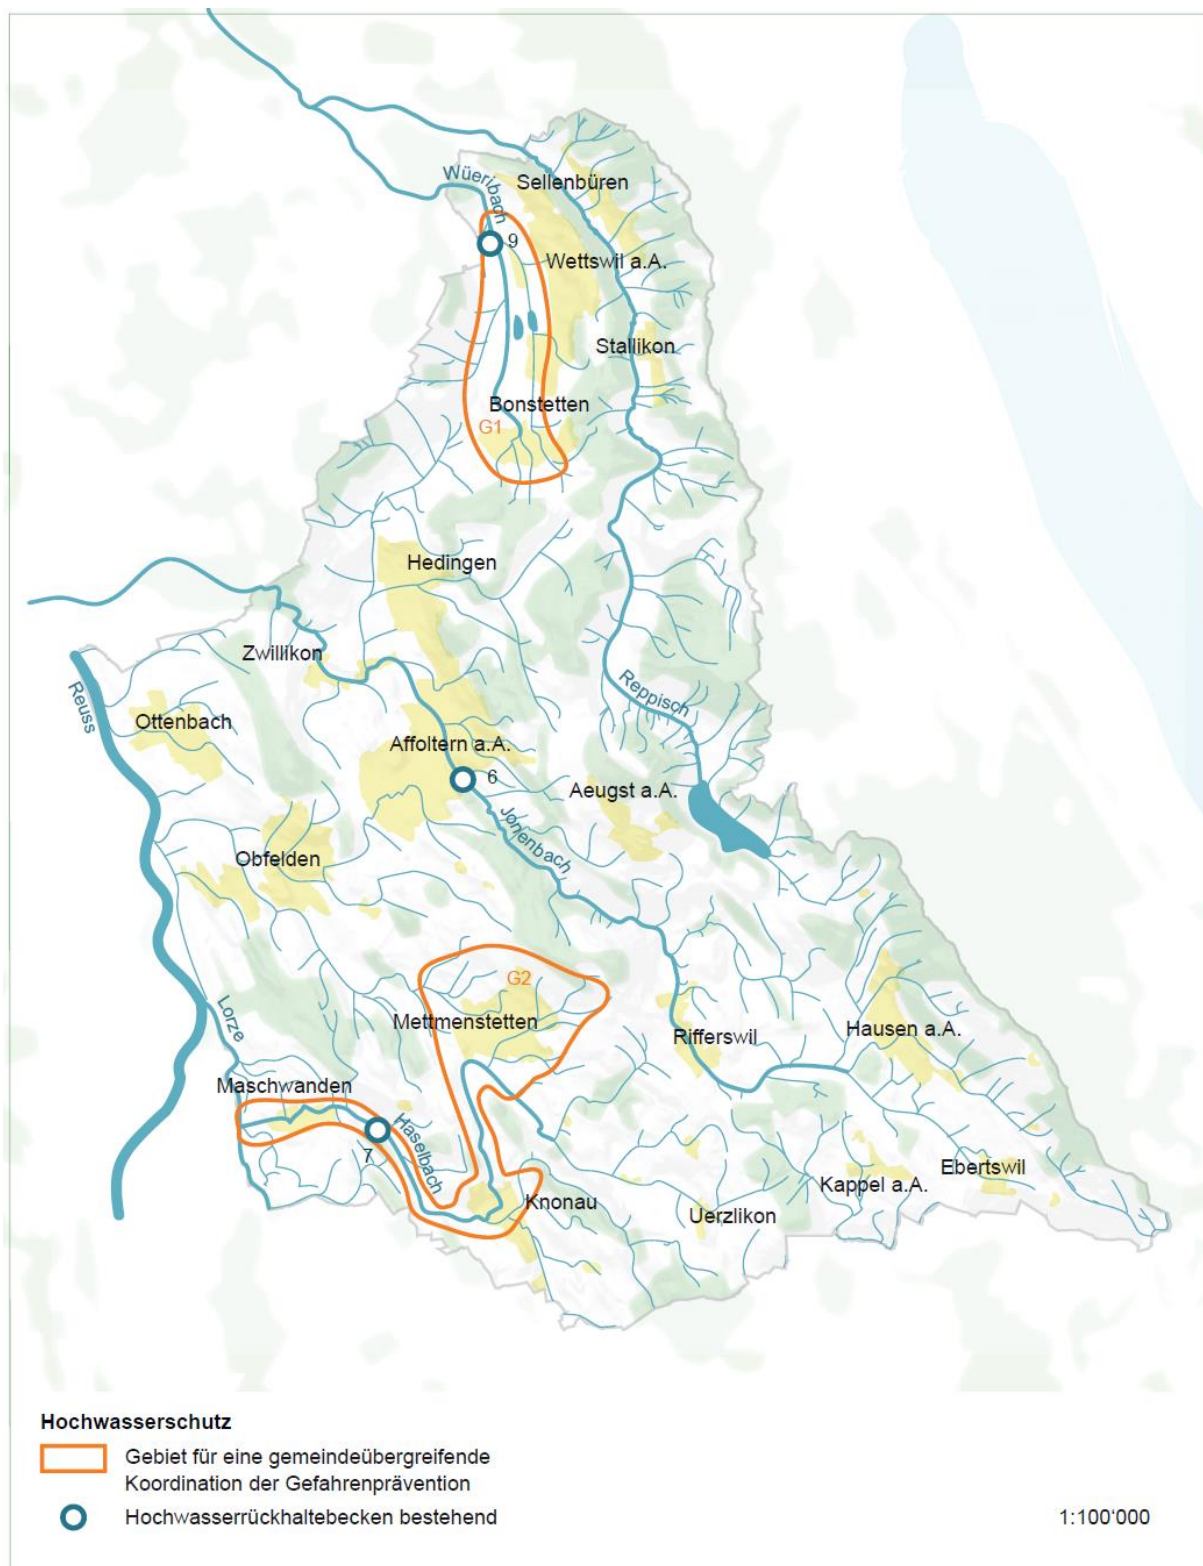 Wüeribach
Sellenbüren
9
Wettswil a.A.
Stallikon
Bonstetten
G1
Hedingen
Zwillikon
Reppisch
Reuss
Ottenbach
Affoltern a.A.
6
Aeugst a.A.
Jonenbach
Obfelden
G2
Lorze
Mettmenstetten
Rifferswil
Hausen a.A.
Maschwanden
Haselbach
7
Ebertswil
Kappel a.A.
Knonau
Uerzlikon
Hochwasserschutz
Gebiet für eine gemeindeübergreifende
Koordination der Gefahrenprävention
Hochwasserrückhaltebecken bestehend
1:100'000